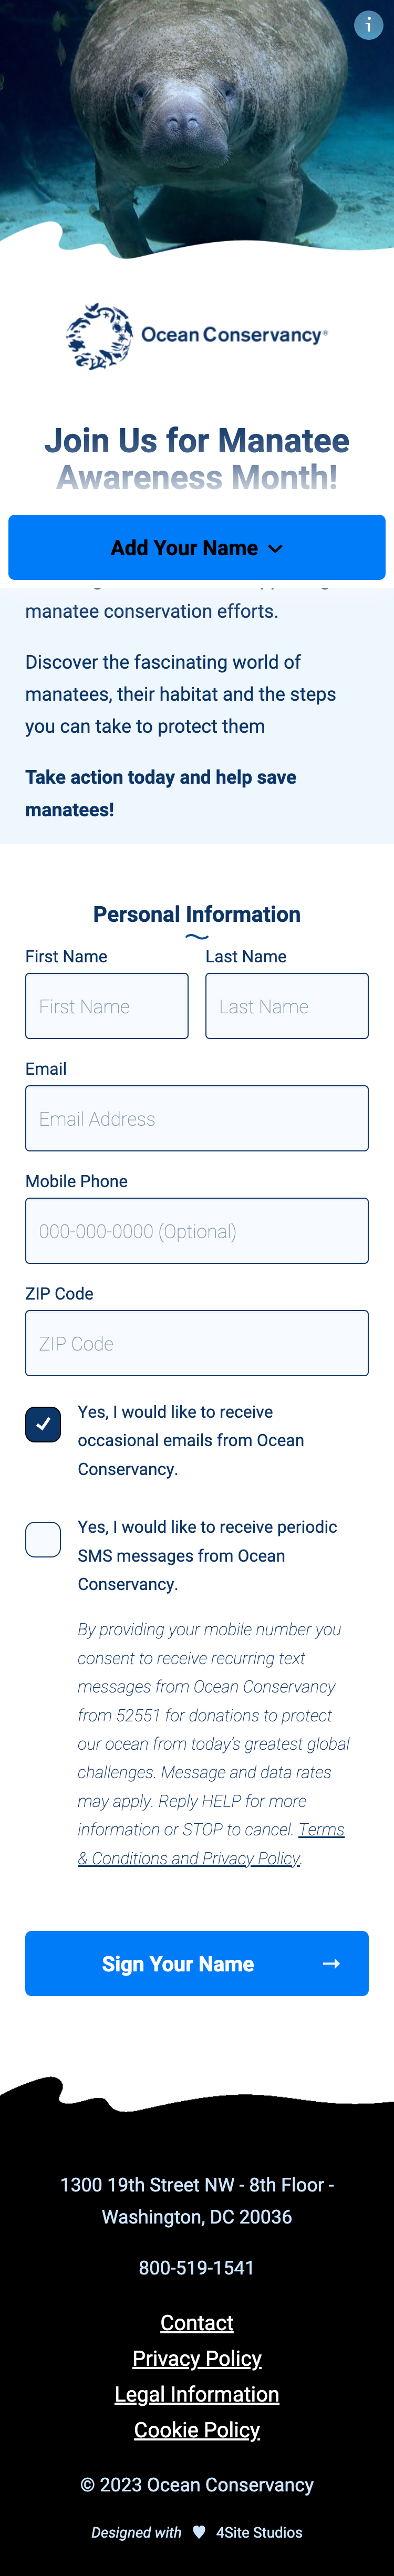 i
Ocean Conservancy®
Join Us for Manatee
Awareness Month!
Add Your Name
manatee conservation efforts.
Discover the fascinating world of
manatees, their habitat and the steps
you can take to protect them
Take action today and help save
manatees!
Personal Information
First Name Last Name
First Name Last Name
Email
Email Address
Mobile Phone
000-000-0000 (Optional)
ZIP Code
ZIP Code
Yes, I would like to receive
occasional emails from Ocean
Conservancy.
Yes, I would like to receive periodic
SMS messages from Ocean
Conservancy.
By providing your mobile number you
consent to receive recurring text
messages from Ocean Conservancy
from 52551 for donations to protect
our ocean from today's greatest global
challenges. Message and data rates
may apply. Reply HELP for more
information or STOP to cancel. Terms
& Conditions and Privacy Policy.
Sign Your Name →
1300 19th Street NW - 8th Floor -
Washington, DC 20036
800-519-1541
Contact
Privacy Policy
Legal Information
Cookie Policy
© 2023 Ocean Conservancy
Designed with 4Site Studios